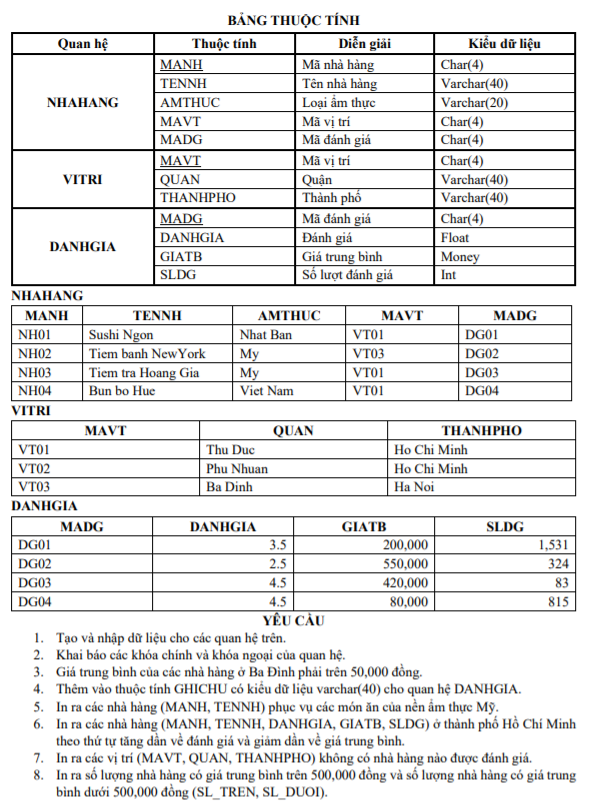 BẢNG THUỘC TÍNH
Quan hệ Thuộc tính Diễn giải Kiểu dữ liệu
NHAHANG
MANH Mã nhà hàng Char(4)
TENNH Tên nhà hàng Varchar(40)
AMTHUC Loại ẩm thực Varchar(20)
MAVT Mã vị trí Char(4)
MADG Mã đánh giá Char(4)
VITRI
MAVT Mã vị trí Char(4)
QUAN Quận Varchar(40)
THANHPHO Thành phố Varchar(40)
DANHGIA
MADG Mã đánh giá Char(4)
DANHGIA Đánh giá Float
GIATB Giá trung bình Money
SLDG Số lượt đánh giá Int
NHAHANG
MANH TENNH AMTHUC MAVT MADG
NH01 Sushi Ngon Nhat Ban VT01 DG01
NH02 Tiem banh NewYork My VT03 DG02
NH03 Tiem tra Hoang Gia My VT01 DG03
NH04 Bun bo Hue Viet Nam VT01 DG04
VITRI
MAVT QUAN THANHPHO
VT01 Thu Duc Ho Chi Minh
VT02 Phu Nhuan Ho Chi Minh
VT03 Ba Dinh Ha Noi
DANHGIA
MADG DANHGIA GIATB SLDG
DG01 3.5 200,000 1,531
DG02 2.5 550,000 324
DG03 4.5 420,000 83
DG04 4.5 80,000 815
YÊU CẦU
1. Tạo và nhập dữ liệu cho các quan hệ trên.
2. Khai báo các khóa chính và khóa ngoại của quan hệ.
3. Giá trung bình của các nhà hàng ở Ba Đình phải trên 50,000 đồng.
4. Thêm vào thuộc tính GHICHU có kiểu dữ liệu varchar(40) cho quan hệ DANHGIA.
5. In ra các nhà hàng (MANH, TENNH) phục vụ các món ăn của nền ẩm thực Mỹ.
6. In ra các nhà hàng (MANH, TENNH, DANHGIA, GIATB, SLDG) ở thành phố Hồ Chí Minh
theo thứ tự tăng dần về đánh giá và giảm dần về giá trung bình.
7. In ra các vị trí (MAVT, QUAN, THANHPHO) không có nhà hàng nào được đánh giá.
8. In ra số lượng nhà hàng có giá trung bình trên 500,000 đồng và số lượng nhà hàng có giá trung
bình dưới 500,000 đồng (SL_TREN, SL_DUOI).